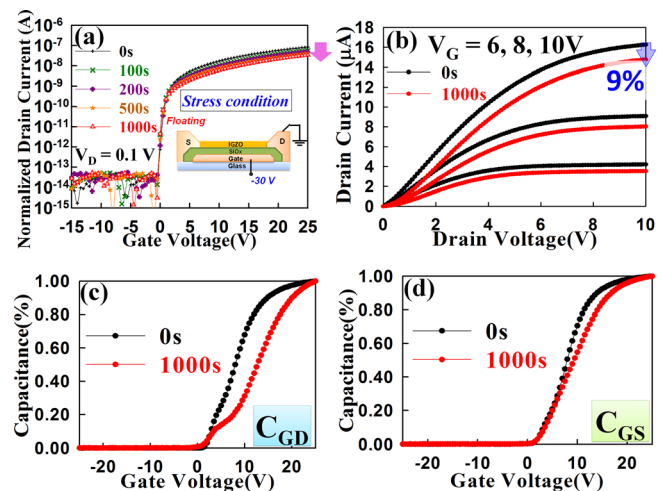 (a)
Normalized Drain Current (A)
10-6
10-7
10-8
10-9
10-10
10-11
10-12
10-13
10-14
10-15
0s
100s
200s
500s
1000s
VD = 0.1 V
Stress condition
Floating
S
IGZO
D
SiOx
Gate
Glass
-30 V
-15 -10 -5 0 5 10 15 20 25
Gate Voltage(V)
(b)
VG = 6, 8, 10V
0s
1000s
9%
Drain Current (μA)
18
16
14
12
10
8
6
4
2
0
0 2 4 6 8 10
Drain Voltage(V)
(c)
0s
1000s
CGD
Capacitance(%)
1.00
0.80
0.60
0.40
0.20
0.00
-20 -10 0 10 20
Gate Voltage(V)
(d)
0s
1000s
CGS
Capacitance(%)
1.00
0.80
0.60
0.40
0.20
0.00
-20 -10 0 10 20
Gate Voltage(V)